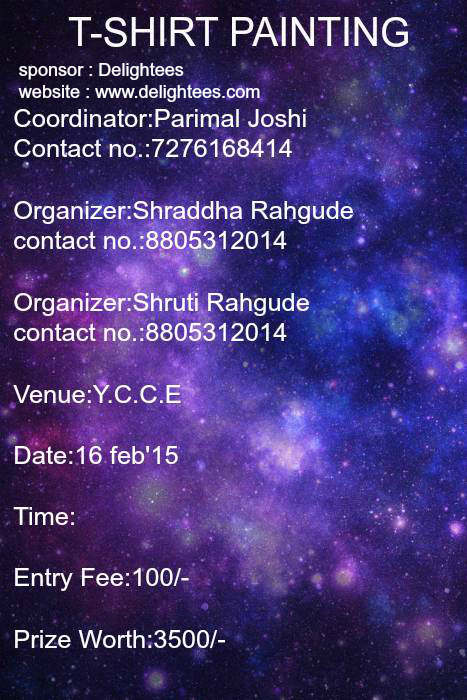 T-SHIRT PAINTING
sponsor : Delightees
website : www.delightees.com
Coordinator:Parimal Joshi
Contact no.:7276168414
Organizer:Shraddha Rahgude
contact no.:8805312014
Organizer:Shruti Rahgude
contact no.:8805312014
Venue:Y.C.C.E
Date:16 feb'15
Time:
Entry Fee:100/-
Prize Worth:3500/-